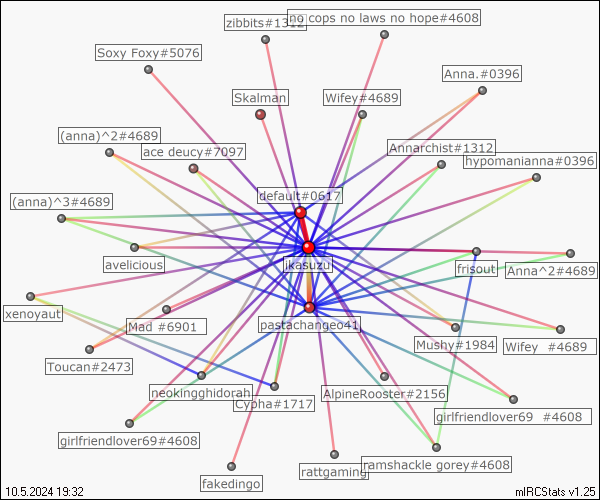 zibbits#1312
no cops no laws no hope#4608
Soxy Foxy#5076
Anna.#0396
Skalman
Wifey#4689
(anna)^2#4689
ace deucy#7097
Annarchist#1312
hypomanianna#0396
default#0617
(anna)^3#4689
avelicious
ikasuzu
frisout
Anna^2#4689
xenoyaut
Mad #6901
pastachangeo41
Mushy#1984
Wifey #4689
Toucan#2473
neokingghidorah
Cypha#1717
AlpineRooster#2156
girlfriendlover69 #4608
girlfriendlover69#4608
fakedingo
rattgaming
ramshackle gorey#4608
10.5.2024 19:32
mIRCStats v1.25